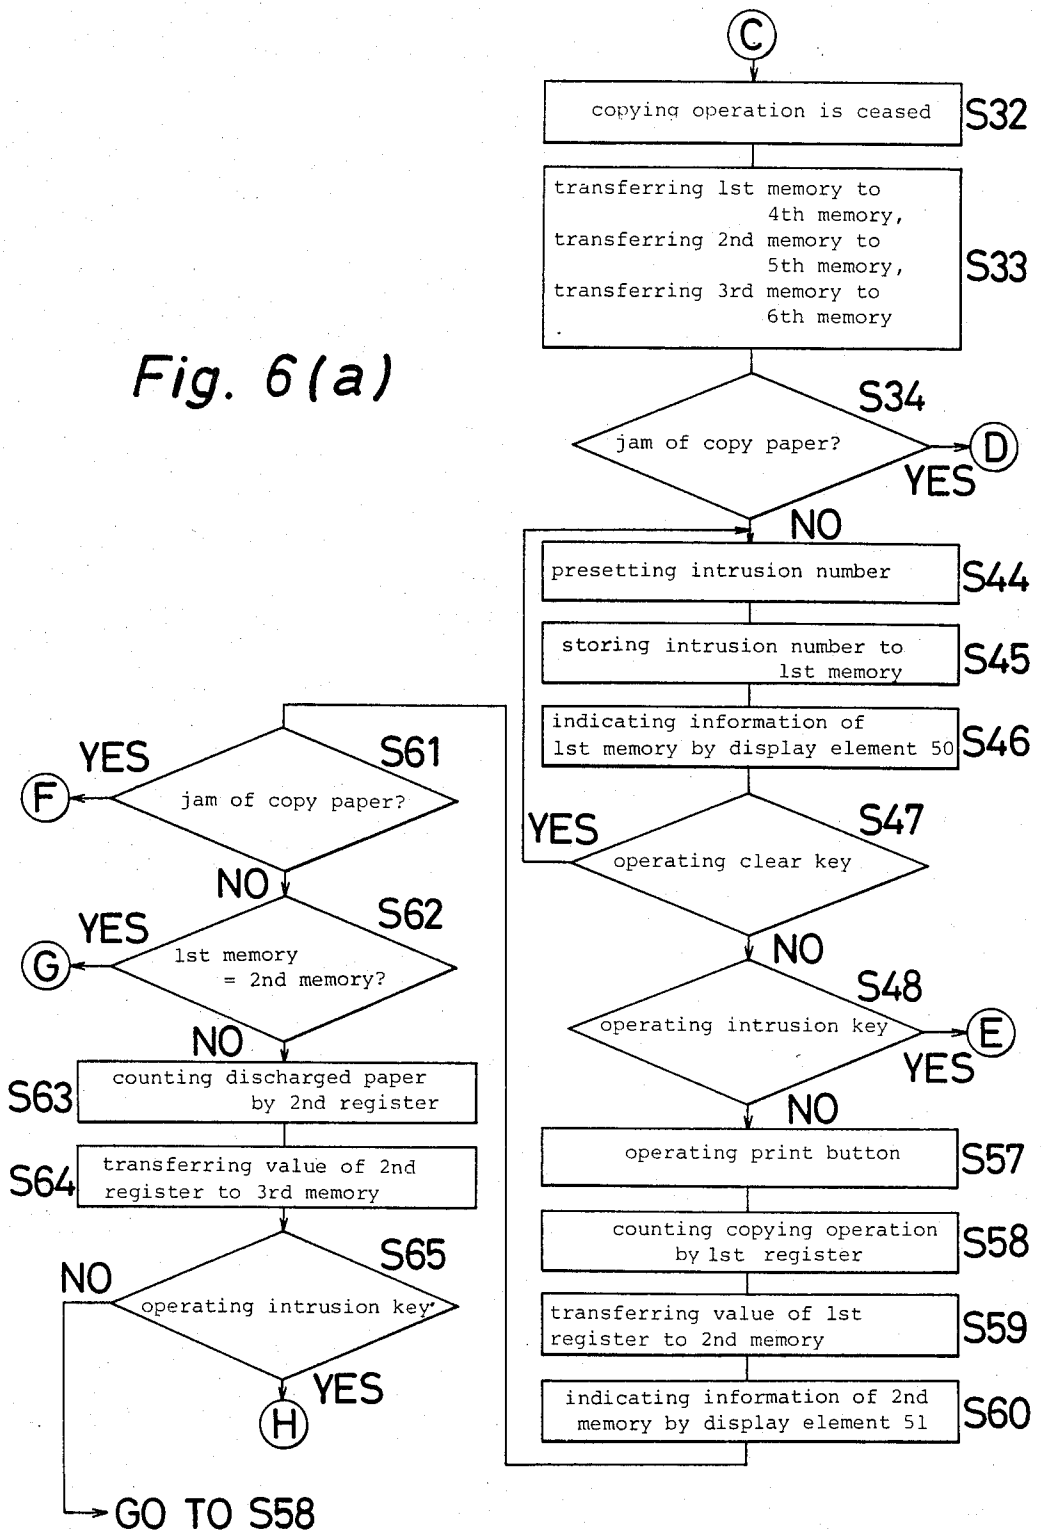 C
copying operation is ceased
S32
transferring 1st memory to
4th memory,
transferring 2nd memory to
5th memory,
transferring 3rd memory to
6th memory
S33
Fig. 6(a)
S34
jam of copy paper?
D
YES
NO
presetting intrusion number
S44
storing intrusion number to
1st memory
S45
indicating information of
1st memory by display element 50
S46
YES
S47
operating clear key
NO
S48
operating intrusion key
E
YES
NO
operating print button
S57
counting copying operation
by 1st register
S58
transferring value of 1st
register to 2nd memory
S59
indicating information of 2nd
memory by display element 51
S60
YES
S61
F
jam of copy paper?
NO
YES
S62
G
1st memory
= 2nd memory?
NO
S63
counting discharged paper
by 2nd register
S64
transferring value of 2nd
register to 3rd memory
S65
NO
operating intrusion key
YES
H
GO TO S58